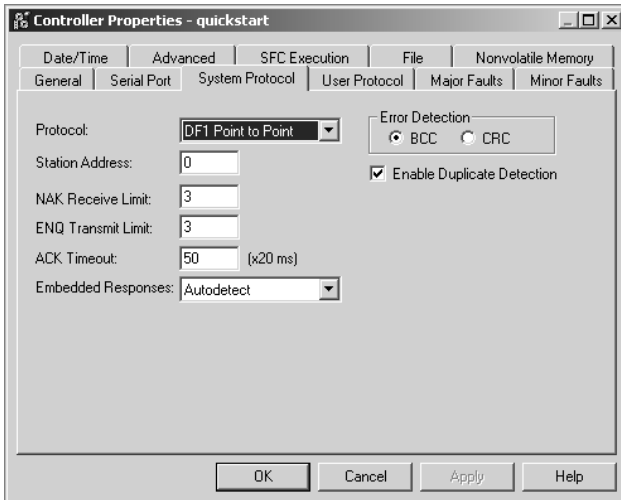 Controller Properties - quickstart
Date/Time Advanced SFC Execution File Nonvolatile Memory
General Serial Port System Protocol User Protocol Major Faults Minor Faults
Protocol: DF1 Point to Point
Error Detection
BCC CRC
Station Address: 0
Enable Duplicate Detection
NAK Receive Limit: 3
ENQ Transmit Limit: 3
ACK Timeout: 50 (x20 ms)
Embedded Responses: Autodetect
OK Cancel Apply Help